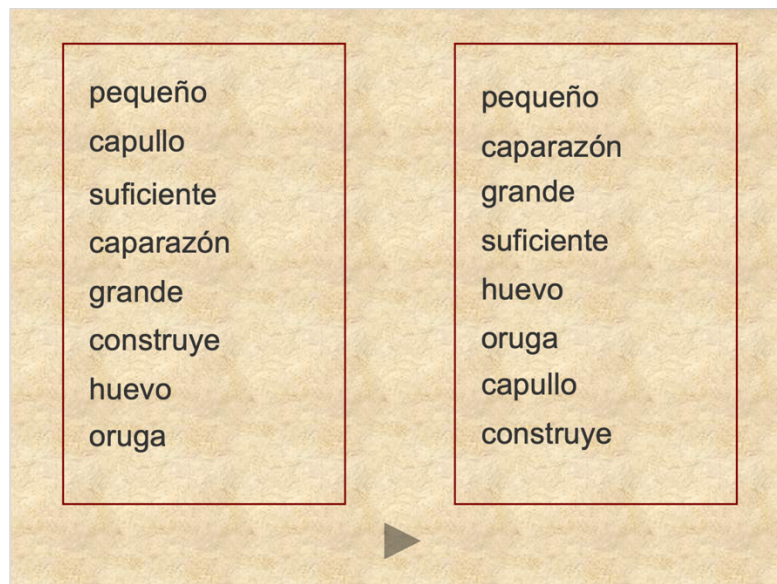 pequeño
capullo
suficiente
caparazón
grande
construye
huevo
oruga
pequeño
caparazón
grande
suficiente
huevo
oruga
capullo
construye